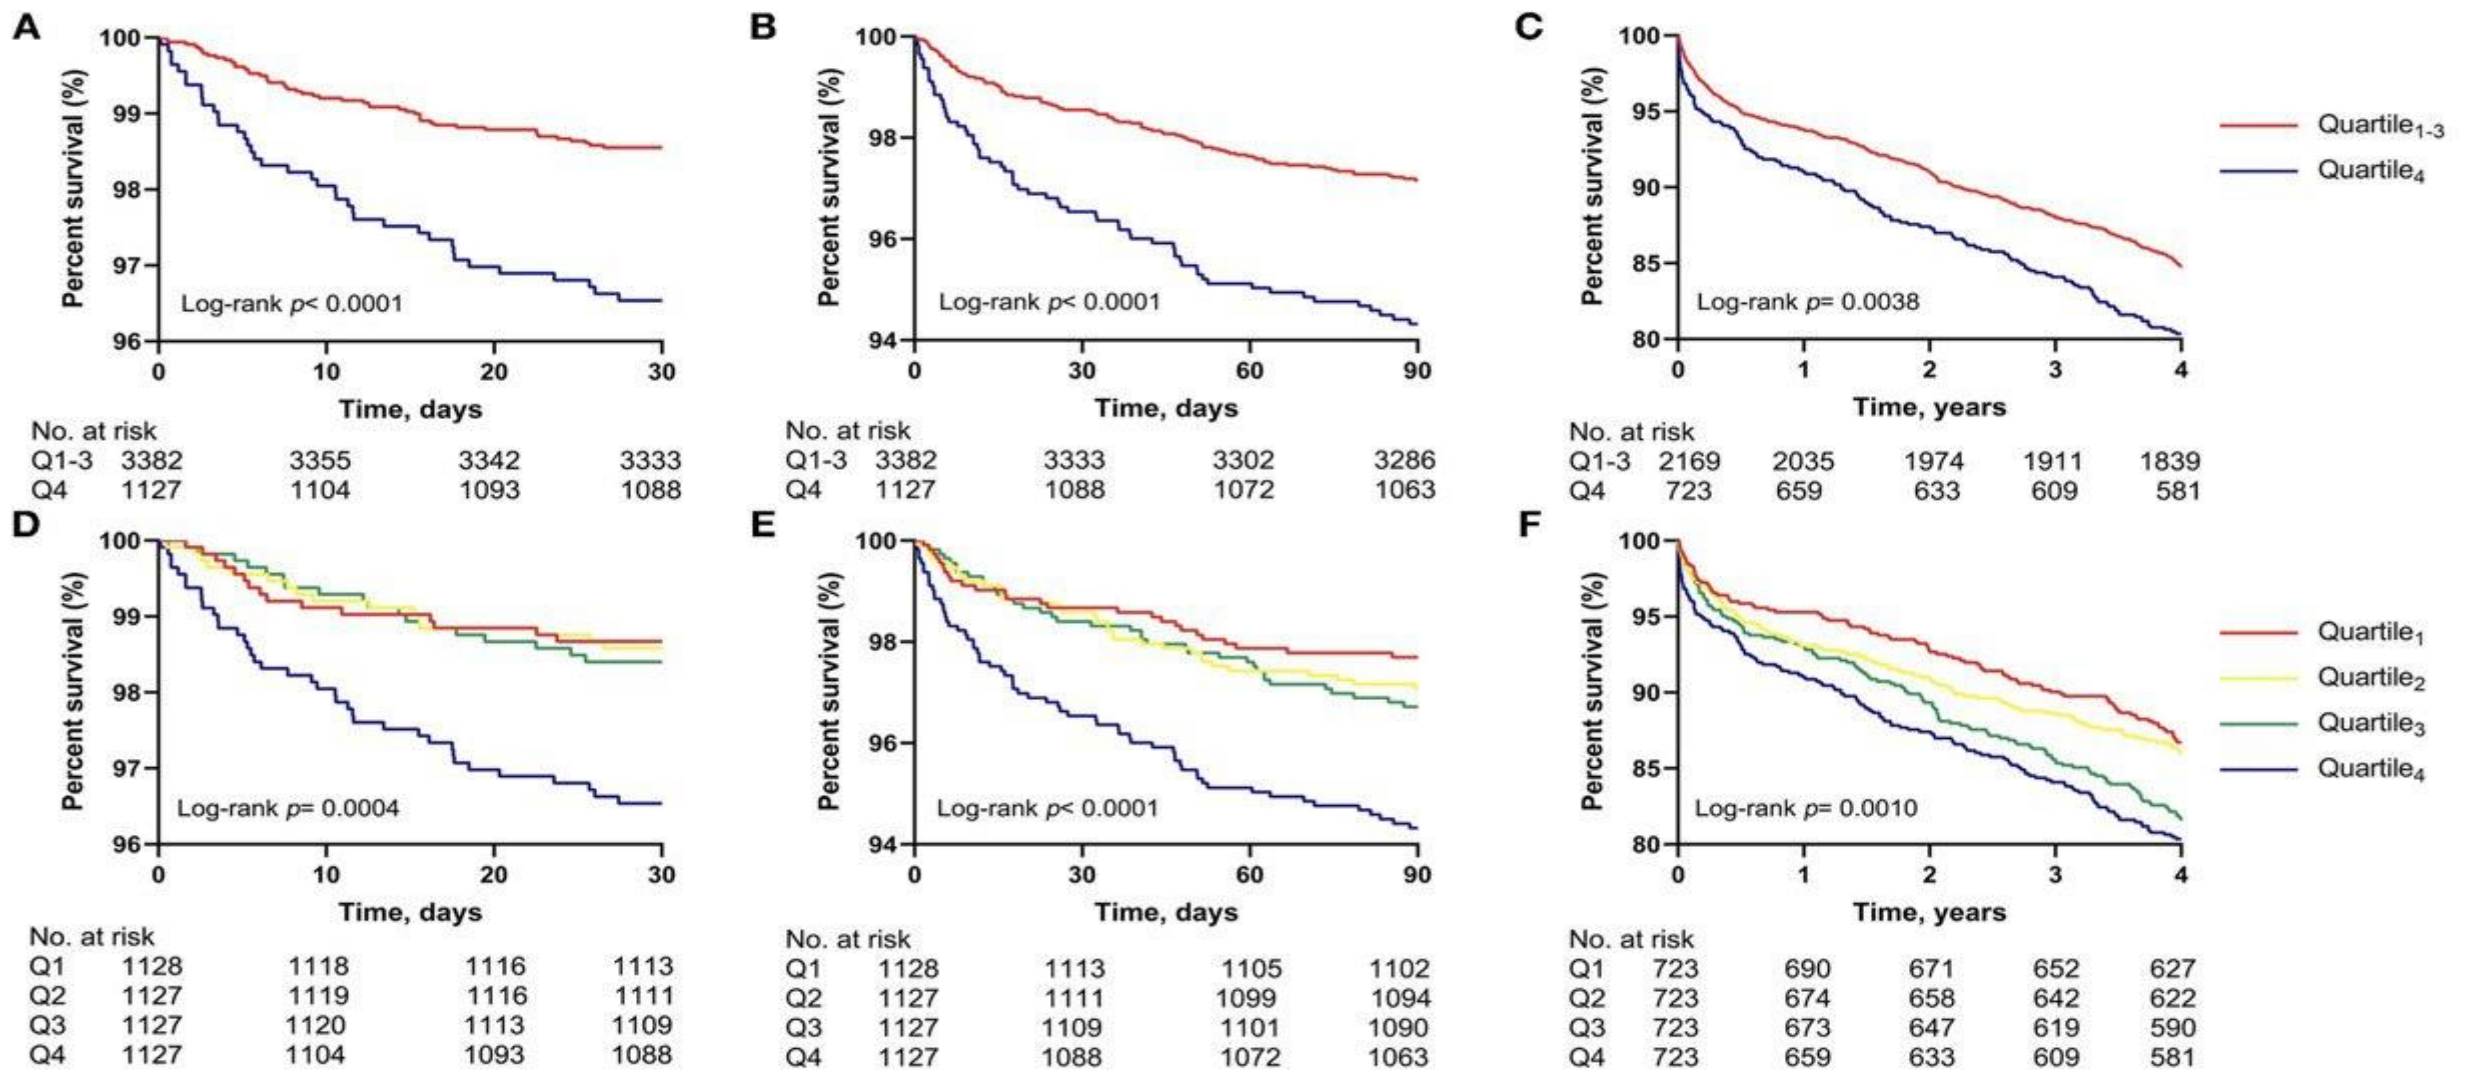 A
Percent survival (%)
100
99
98
97
96
Log-rank p< 0.0001
0 10 20 30
Time, days
No. at risk
Q1-3 3382 3355 3342 3333
Q4 1127 1104 1093 1088
B
Percent survival (%)
100
98
96
94
Log-rank p< 0.0001
0 30 60 90
Time, days
No. at risk
Q1-3 3382 3333 3302 3286
Q4 1127 1088 1072 1063
C
Percent survival (%)
100
95
90
85
80
Log-rank p= 0.0038
0 1 2 3 4
Time, years
No. at risk
Q1-3 2169 2035 1974 1911 1839
Q4 723 659 633 609 581
Quartile1-3
Quartile4
D
Percent survival (%)
100
99
98
97
96
Log-rank p= 0.0004
0 10 20 30
Time, days
No. at risk
Q1 1128 1118 1116 1113
Q2 1127 1119 1116 1111
Q3 1127 1120 1113 1109
Q4 1127 1104 1093 1088
E
Percent survival (%)
100
98
96
94
Log-rank p< 0.0001
0 30 60 90
Time, days
No. at risk
Q1 1128 1113 1105 1102
Q2 1127 1111 1099 1094
Q3 1127 1109 1101 1090
Q4 1127 1088 1072 1063
F
Percent survival (%)
100
95
90
85
80
Log-rank p= 0.0010
0 1 2 3 4
Time, years
No. at risk
Q1 723 690 671 652 627
Q2 723 674 658 642 622
Q3 723 673 647 619 590
Q4 723 659 633 609 581
Quartile1
Quartile2
Quartile3
Quartile4